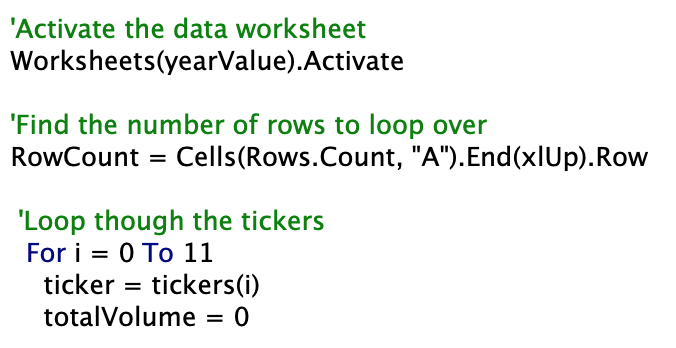 'Activate the data worksheet
Worksheets(yearValue).Activate
'Find the number of rows to loop over
RowCount = Cells(Rows.Count, "A").End(xlUp).Row
'Loop though the tickers
For i = 0 To 11
ticker = tickers(i)
totalVolume = 0